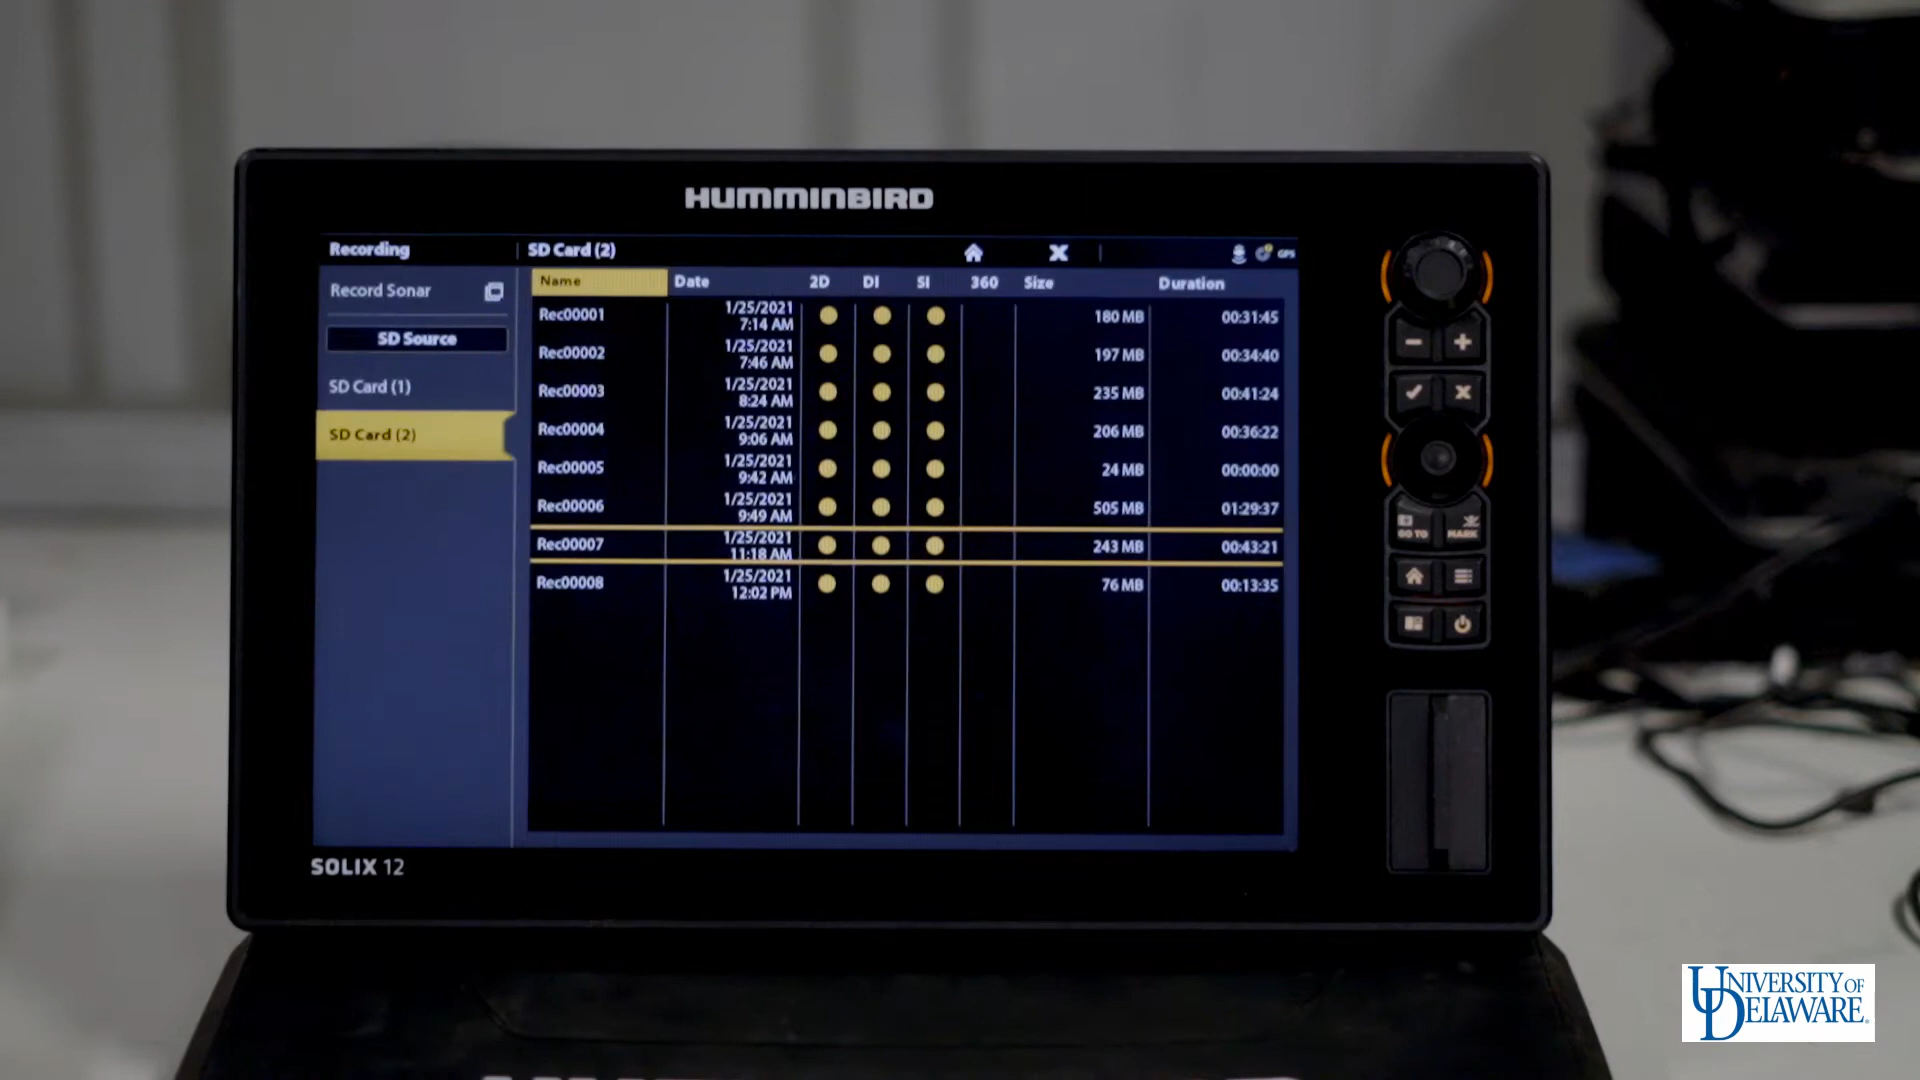 HUMMINBIRD
Recording
SD Card (2)
GPS
Record Sonar
SD Source
SD Card (1)
SD Card (2)
Name Date 2D DI SI 360 Size Duration
Rec00001 1/25/2021 7:14 AM 180 MB 00:31:45
Rec00002 1/25/2021 7:46 AM 197 MB 00:34:40
Rec00003 1/25/2021 8:24 AM 235 MB 00:41:24
Rec00004 1/25/2021 9:06 AM 206 MB 00:36:22
Rec00005 1/25/2021 9:42 AM 24 MB 00:00:00
Rec00006 1/25/2021 9:49 AM 505 MB 01:29:37
Rec00007 1/25/2021 11:18 AM 243 MB 00:43:21
Rec00008 1/25/2021 12:02 PM 76 MB 00:13:35
GO TO MARK
SOLIX 12
UNIVERSITY OF
DELAWARE